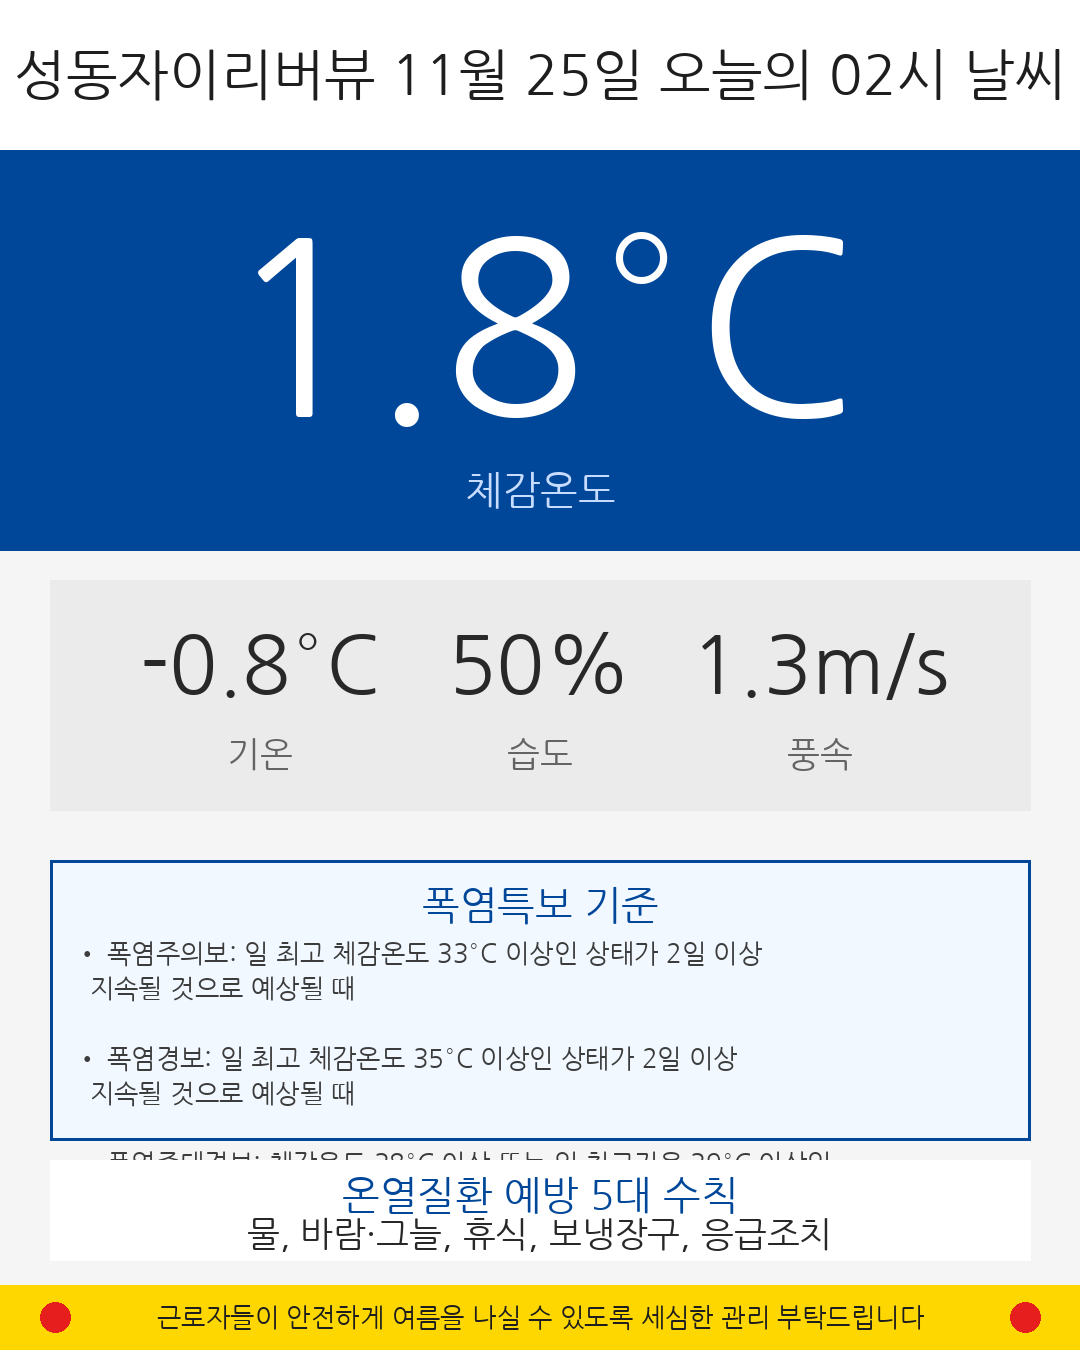 성동자이리버뷰 11월 25일 오늘의 02시 날씨
1.8°C
체감온도
-0.8°C 50% 1.3m/s
기온 습도 풍속
폭염특보 기준
• 폭염주의보: 일 최고 체감온도 33°C 이상인 상태가 2일 이상
지속될 것으로 예상될 때
• 폭염경보: 일 최고 체감온도 35°C 이상인 상태가 2일 이상
지속될 것으로 예상될 때
온열질환 예방 5대 수칙
물, 바람·그늘, 휴식, 보냉장구, 응급조치
근로자들이 안전하게 여름을 나실 수 있도록 세심한 관리 부탁드립니다